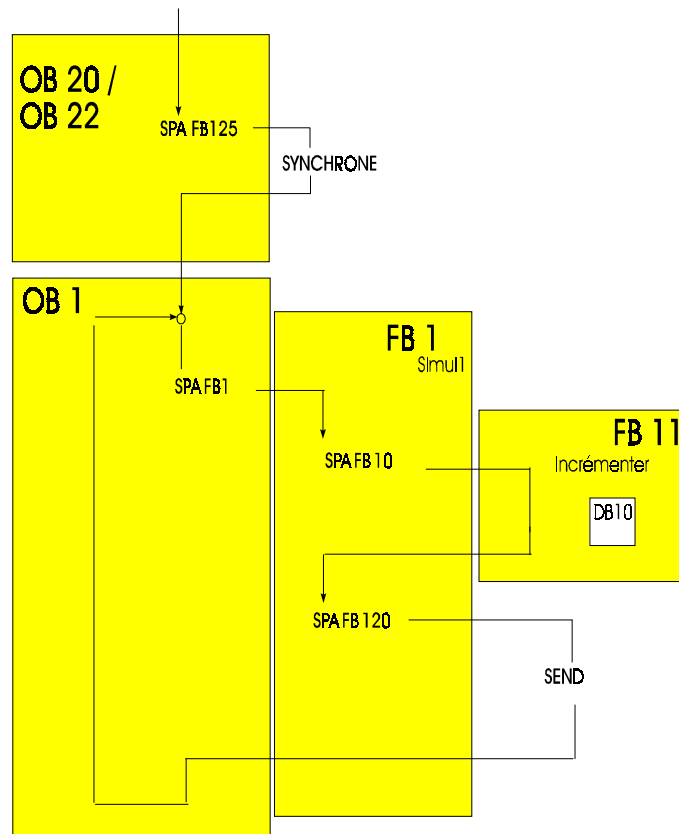 OB 20 /
OB 22
SPA FB125
SYNCHRONE
OB 1
SPA FB1
FB 1
Simul1
SPA FB 10
FB 11
Incrémenter
DB10
SPA FB 120
SEND